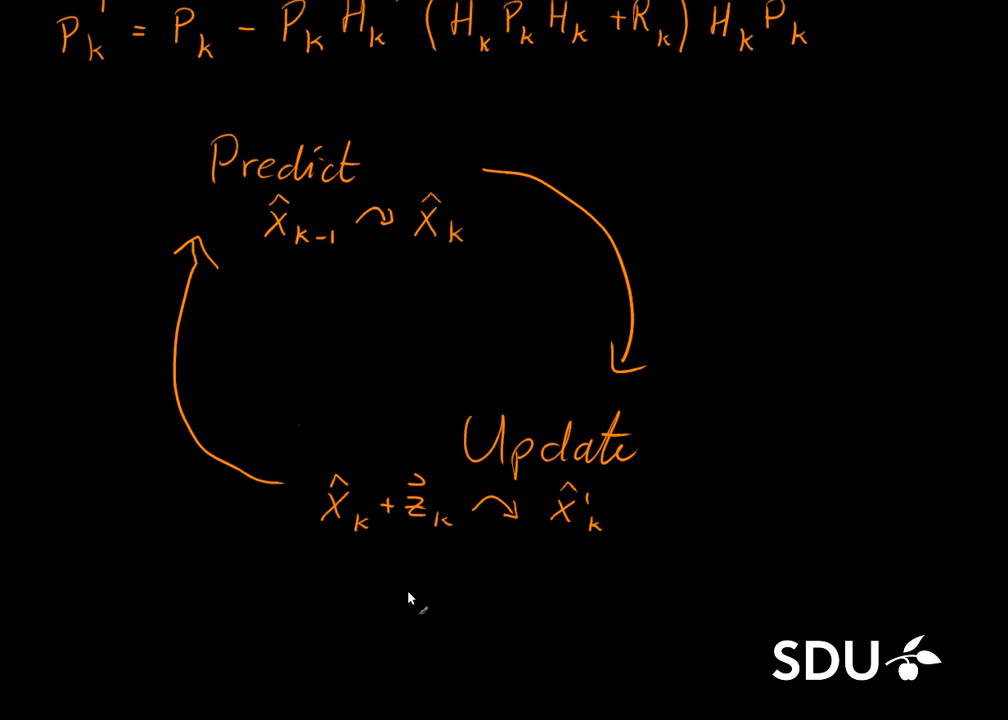 P'ₖ = Pₖ - Pₖ Hₖ (Hₖ Pₖ Hₖ + Rₖ) Hₖ Pₖ
Predict
x̂ₖ₋₁ ↝ x̂ₖ
Update
x̂ₖ + z⃗ₖ ↝ x̂'ₖ
SDU